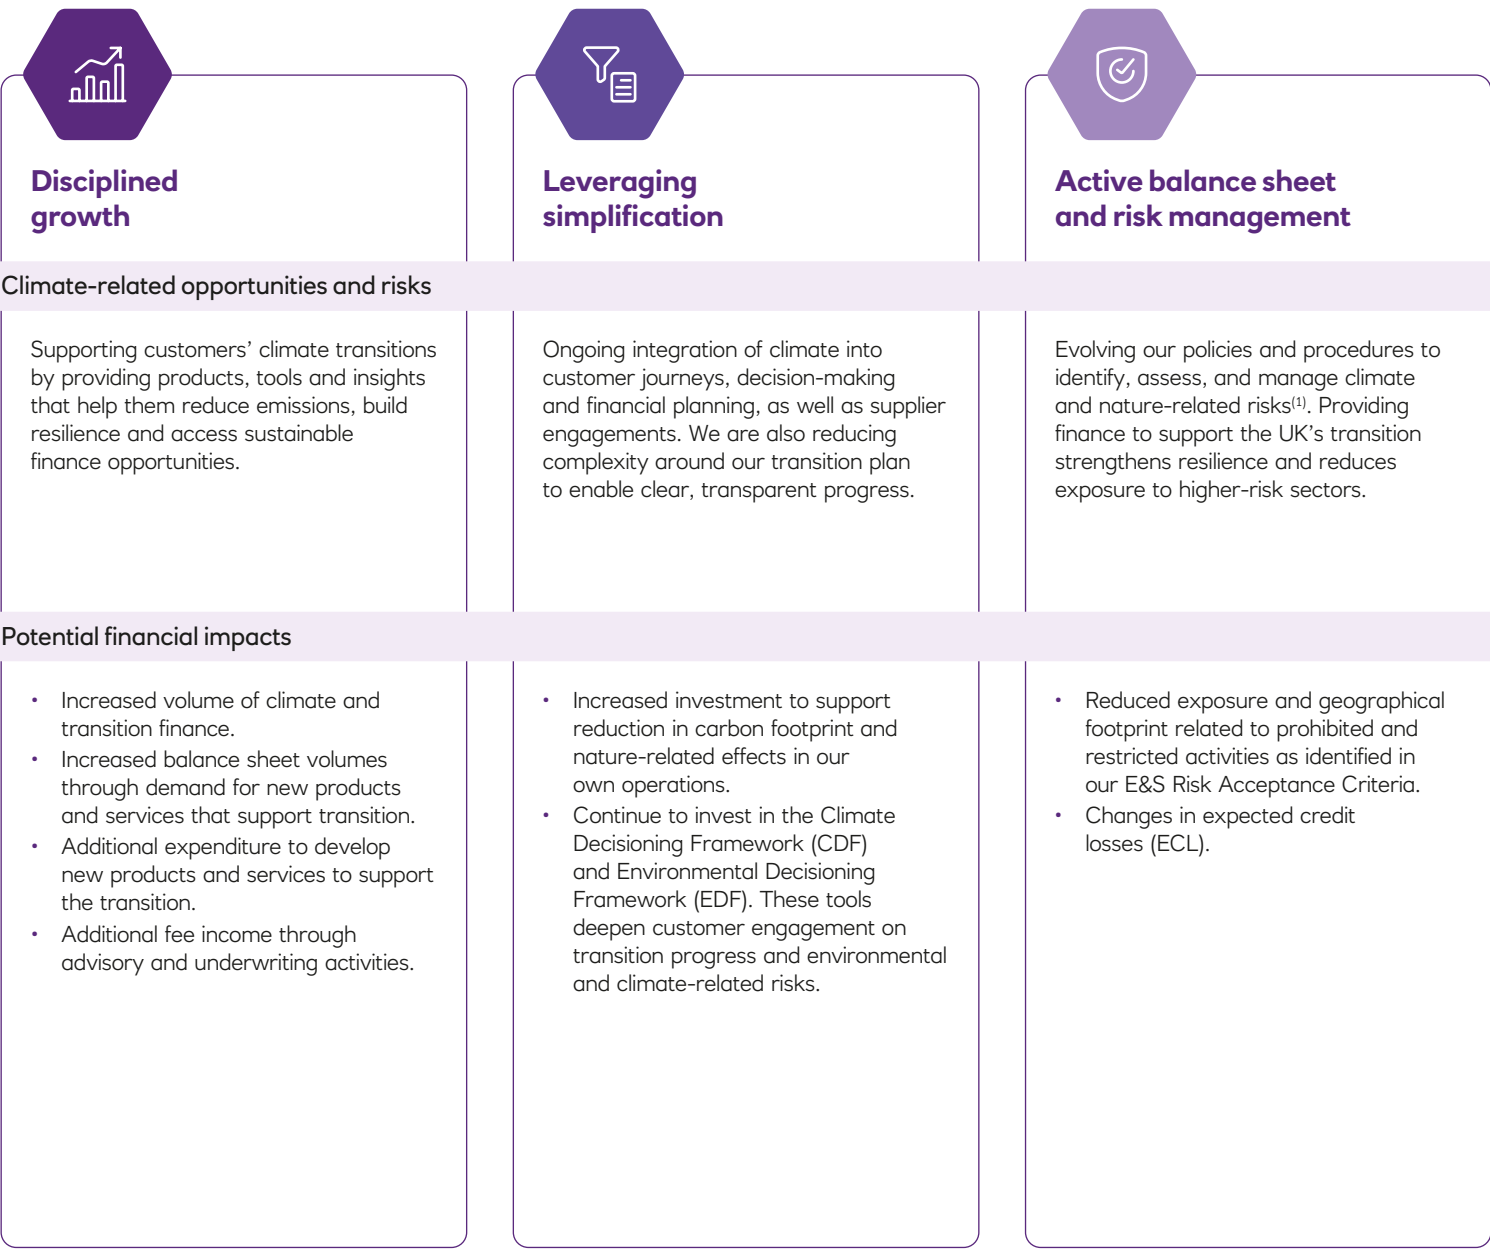 Disciplined
growth
Leveraging
simplification
Active balance sheet
and risk management
Climate-related opportunities and risks
Supporting customers’ climate transitions
by providing products, tools and insights
that help them reduce emissions, build
resilience and access sustainable
finance opportunities.
Ongoing integration of climate into
customer journeys, decision-making
and financial planning, as well as supplier
engagements. We are also reducing
complexity around our transition plan
to enable clear, transparent progress.
Evolving our policies and procedures to
identify, assess, and manage climate
and nature-related risks(1). Providing
finance to support the UK’s transition
strengthens resilience and reduces
exposure to higher-risk sectors.
Potential financial impacts
• Increased volume of climate and
transition finance.
• Increased balance sheet volumes
through demand for new products
and services that support transition.
• Additional expenditure to develop
new products and services to support
the transition.
• Additional fee income through
advisory and underwriting activities.
• Increased investment to support
reduction in carbon footprint and
nature-related effects in our
own operations.
• Continue to invest in the Climate
Decisioning Framework (CDF)
and Environmental Decisioning
Framework (EDF). These tools
deepen customer engagement on
transition progress and environmental
and climate-related risks.
• Reduced exposure and geographical
footprint related to prohibited and
restricted activities as identified in
our E&S Risk Acceptance Criteria.
• Changes in expected credit
losses (ECL).